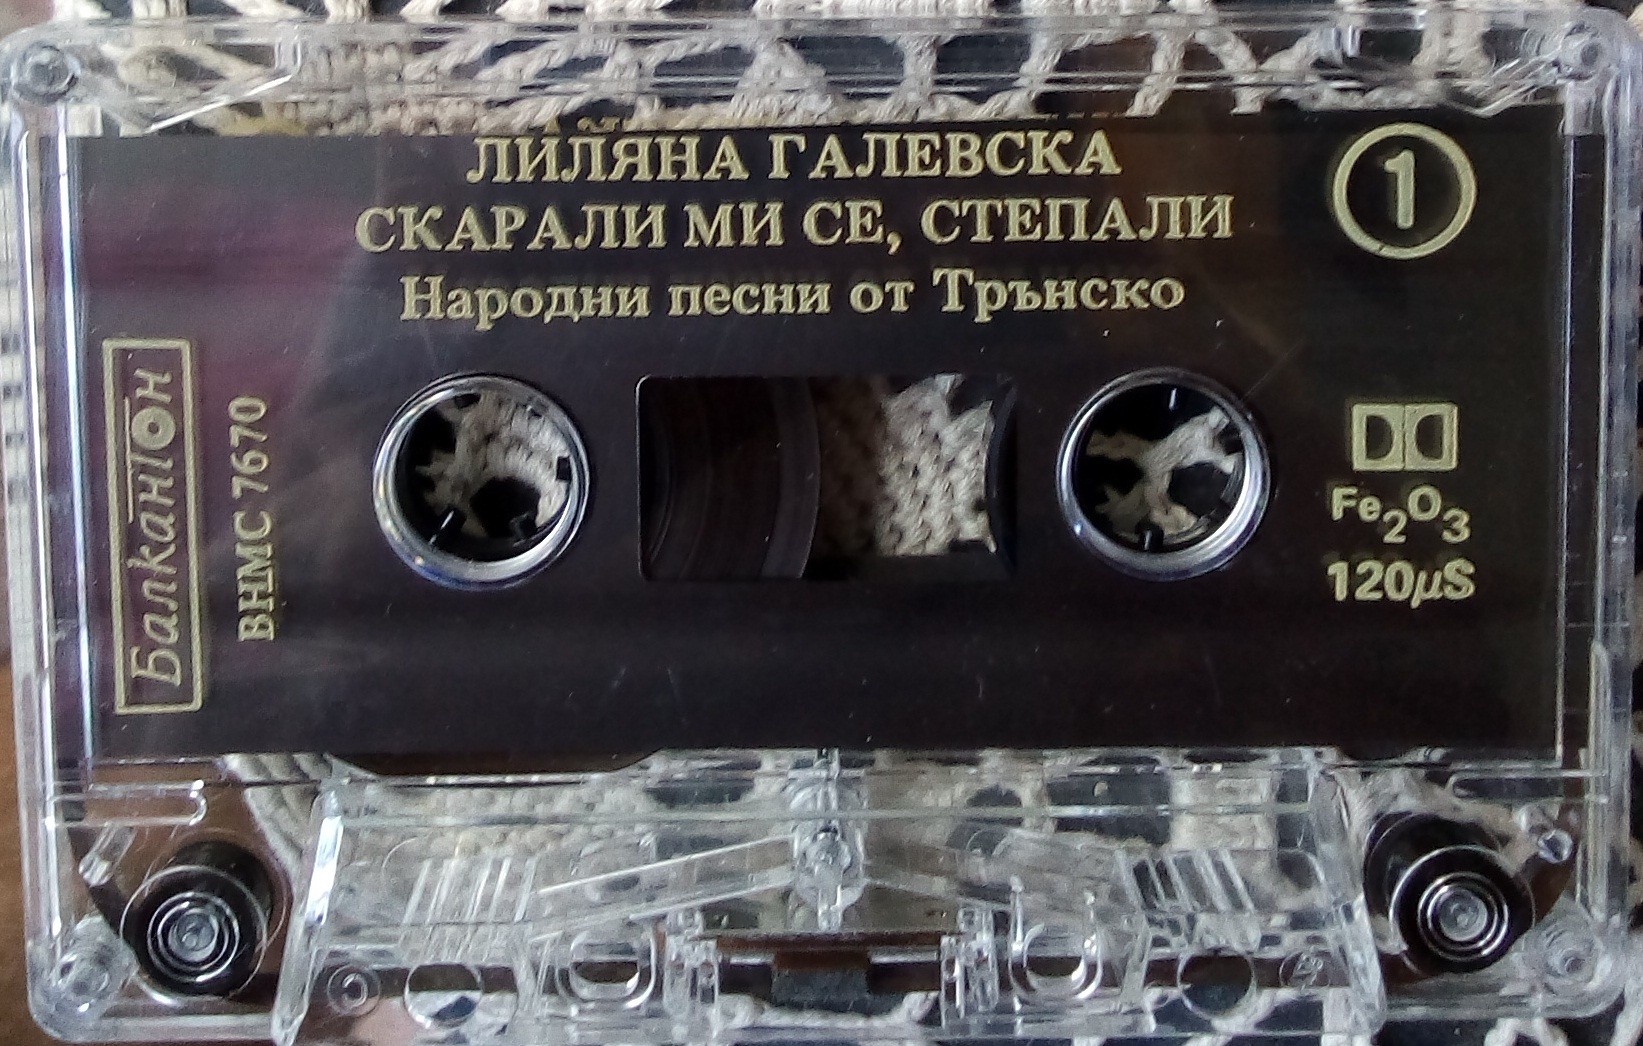 ЛИЛЯНА ГАЛЕВСКА
СКАРАЛИ МИ СЕ, СТЕПАЛИ
Народни песни от Трънско
1
Балкантон
ВНМС 7670
Fe2O3
120µS